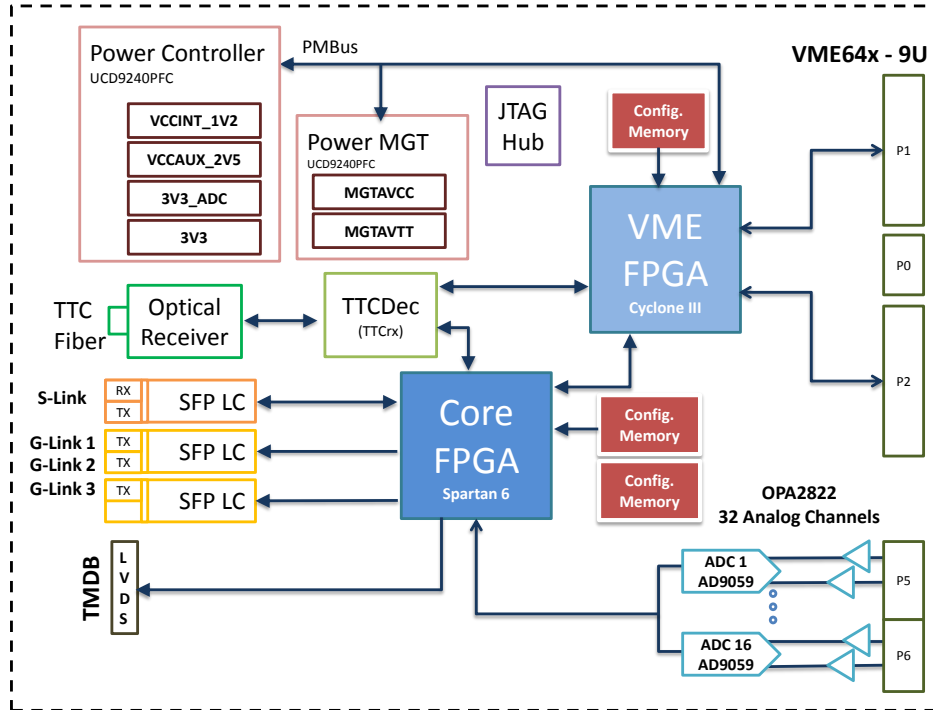 Power Controller
UCD9240PFC
VCCINT_1V2
VCCAUX_2V5
3V3_ADC
3V3
PMBus
Power MGT
UCD9240PFC
MGTAVCC
MGTAVTT
JTAG
Hub
Config.
Memory
VME64x - 9U
P1
P0
P2
VME
FPGA
Cyclone III
TTC
Fiber
Optical
Receiver
TTCDec
(TTCrx)
S-Link
RX
TX
SFP LC
G-Link 1
G-Link 2
TX
TX
SFP LC
G-Link 3
TX
SFP LC
Core
FPGA
Spartan 6
Config.
Memory
Config.
Memory
OPA2822
32 Analog Channels
TMDB
L
V
D
S
ADC 1
AD9059
P5
ADC 16
AD9059
P6